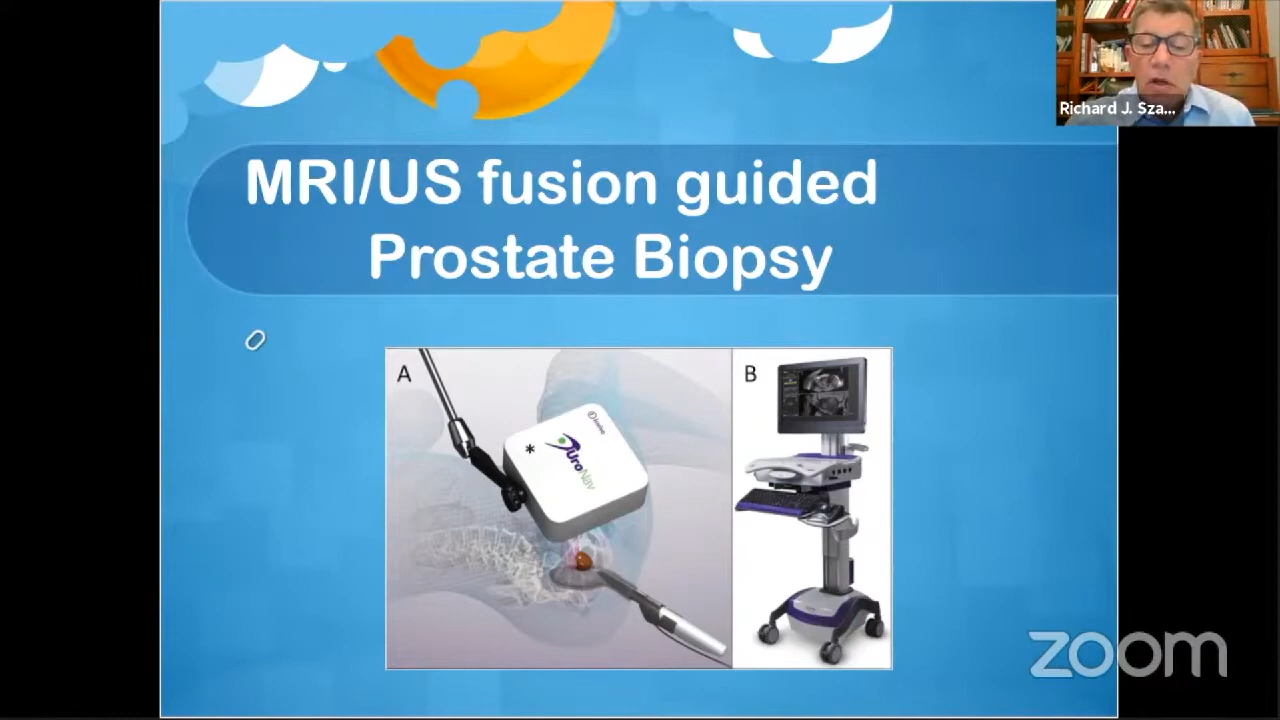 Richard J. Sza...
MRI/US fusion guided
Prostate Biopsy
A
*
UroNav
B
zoom